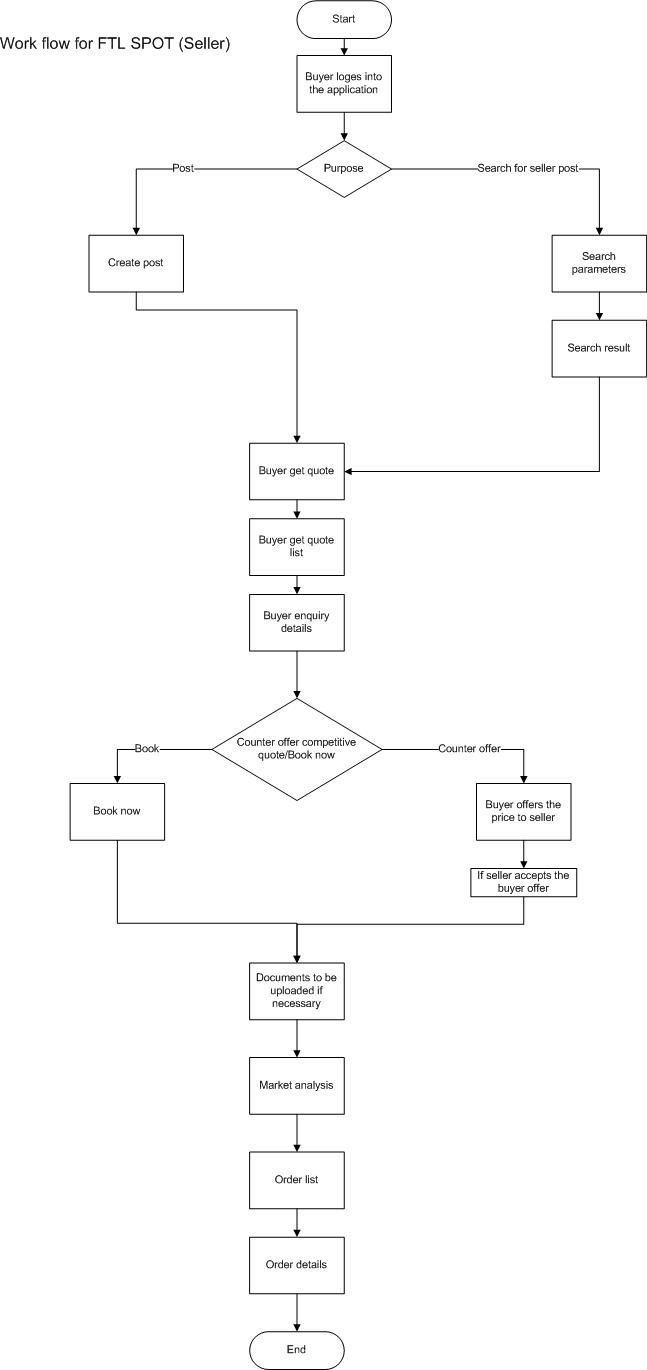 Start
Work flow for FTL SPOT (Seller)
Buyer loges into
the application
Purpose
Post
Search for seller post
Create post
Search
parameters
Search result
Buyer get quote
Buyer get quote
list
Buyer enquiry
details
Counter offer competitive
quote/Book now
Book
Counter offer
Book now
Buyer offers the
price to seller
If seller accepts the
buyer offer
Documents to be
uploaded if
necessary
Market analysis
Order list
Order details
End